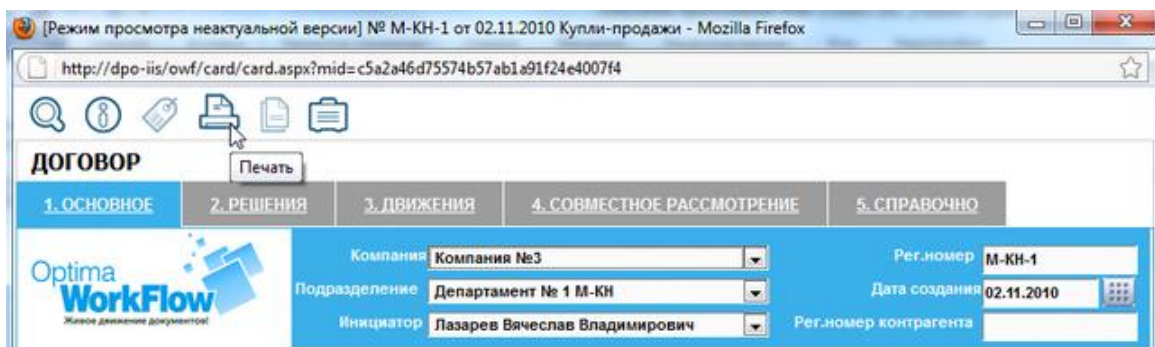 [Режим просмотра неактуальной версии] № М-КН-1 от 02.11.2010 Купли-продажи - Mozilla Firefox
http://dpo-iis/owf/card/card.aspx?mid=c5a2a46d75574b57ab1a91f24e4007f4
Печать
ДОГОВОР
1. ОСНОВНОЕ 2. РЕШЕНИЯ 3. ДВИЖЕНИЯ 4. СОВМЕСТНОЕ РАССМОТРЕНИЕ 5. СПРАВОЧНО
Optima
WorkFlow
Живое движение документов!
Компания Компания №3 Рег.номер М-КН-1
Подразделение Департамент № 1 М-КН Дата создания 02.11.2010
Инициатор Лазарев Вячеслав Владимирович Рег.номер контрагента